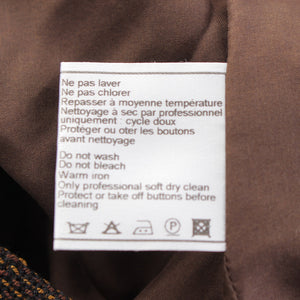 Ne pas laver
Ne pas chlorer
Repasser à moyenne température
Nettoyage à sec par professionnel
uniquement : cycle doux
Protéger ou oter les boutons
avant nettoyage
Do not wash
Do not bleach
Warm iron
Only professional soft dry clean
Protect or take off buttons before
cleaning
P